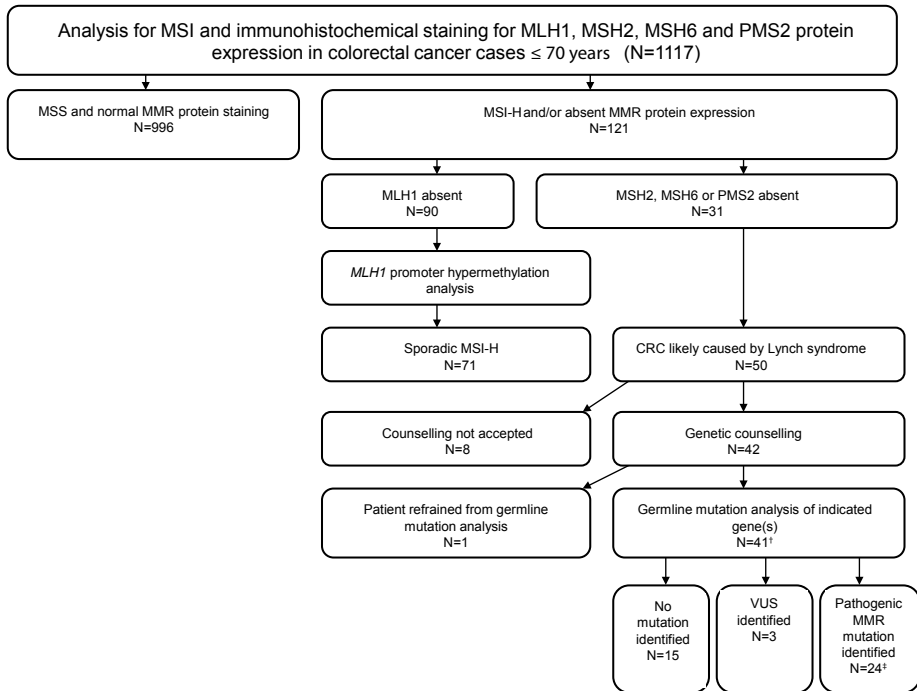 Analysis for MSI and immunohistochemical staining for MLH1, MSH2, MSH6 and PMS2 protein
expression in colorectal cancer cases ≤ 70 years (N=1117)
MSS and normal MMR protein staining
N=996
MSI-H and/or absent MMR protein expression
N=121
MLH1 absent
N=90
MSH2, MSH6 or PMS2 absent
N=31
MLH1 promoter hypermethylation
analysis
Sporadic MSI-H
N=71
CRC likely caused by Lynch syndrome
N=50
Counselling not accepted
N=8
Genetic counselling
N=42
Patient refrained from germline
mutation analysis
N=1
Germline mutation analysis of indicated
gene(s)
N=41†
No
mutation
identified
N=15
VUS
identified
N=3
Pathogenic
MMR
mutation
identified
N=24‡